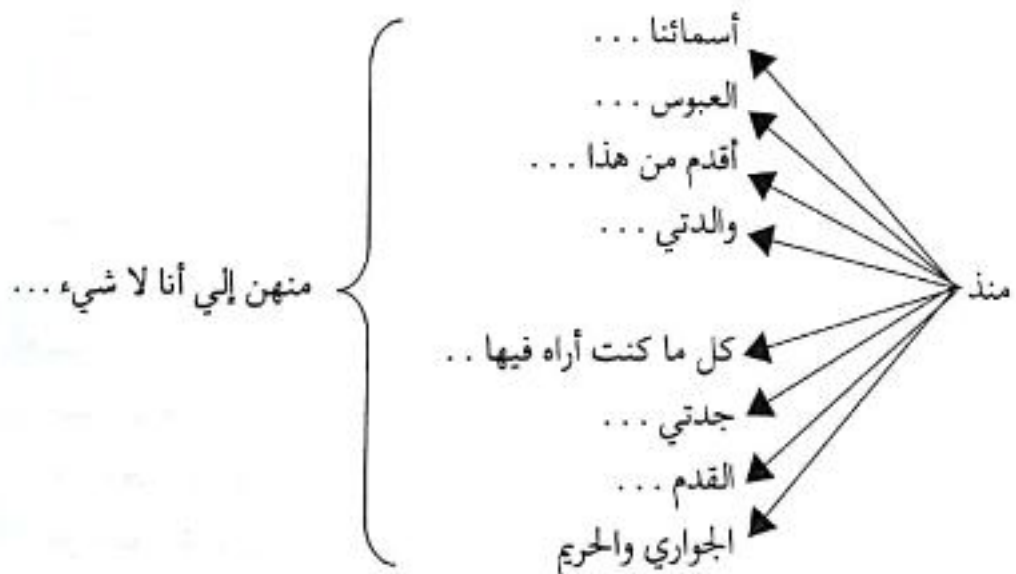 أسمائنا ...
العبوس ...
أقدم من هذا ...
والدتي ...
منذ
منهن إلي أنا لا شيء ...
كل ما كنت أراه فيها ..
جدتي ...
القدم ...
الجواري والحريم